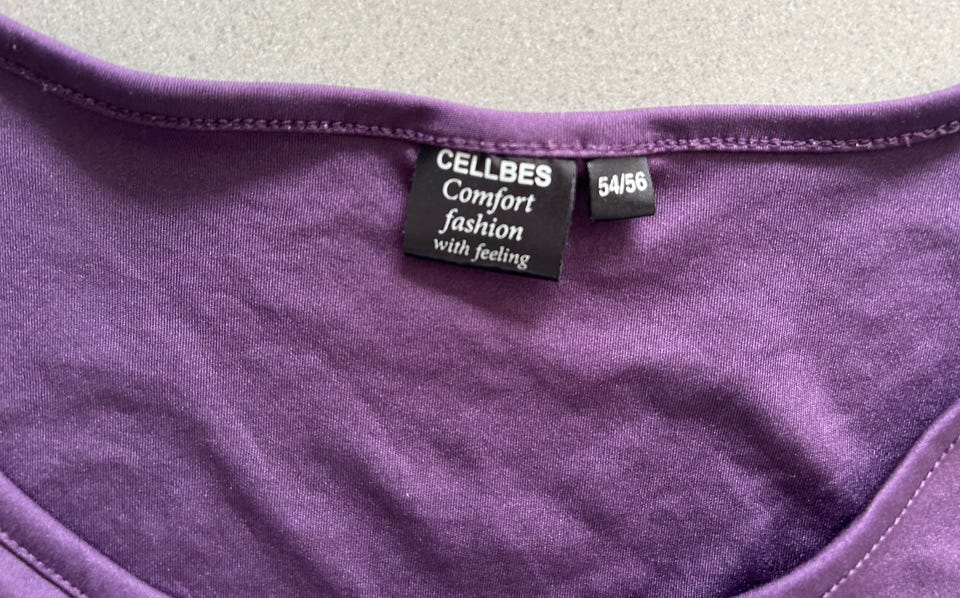 CELLBES
Comfort
fashion
with feeling
54/56